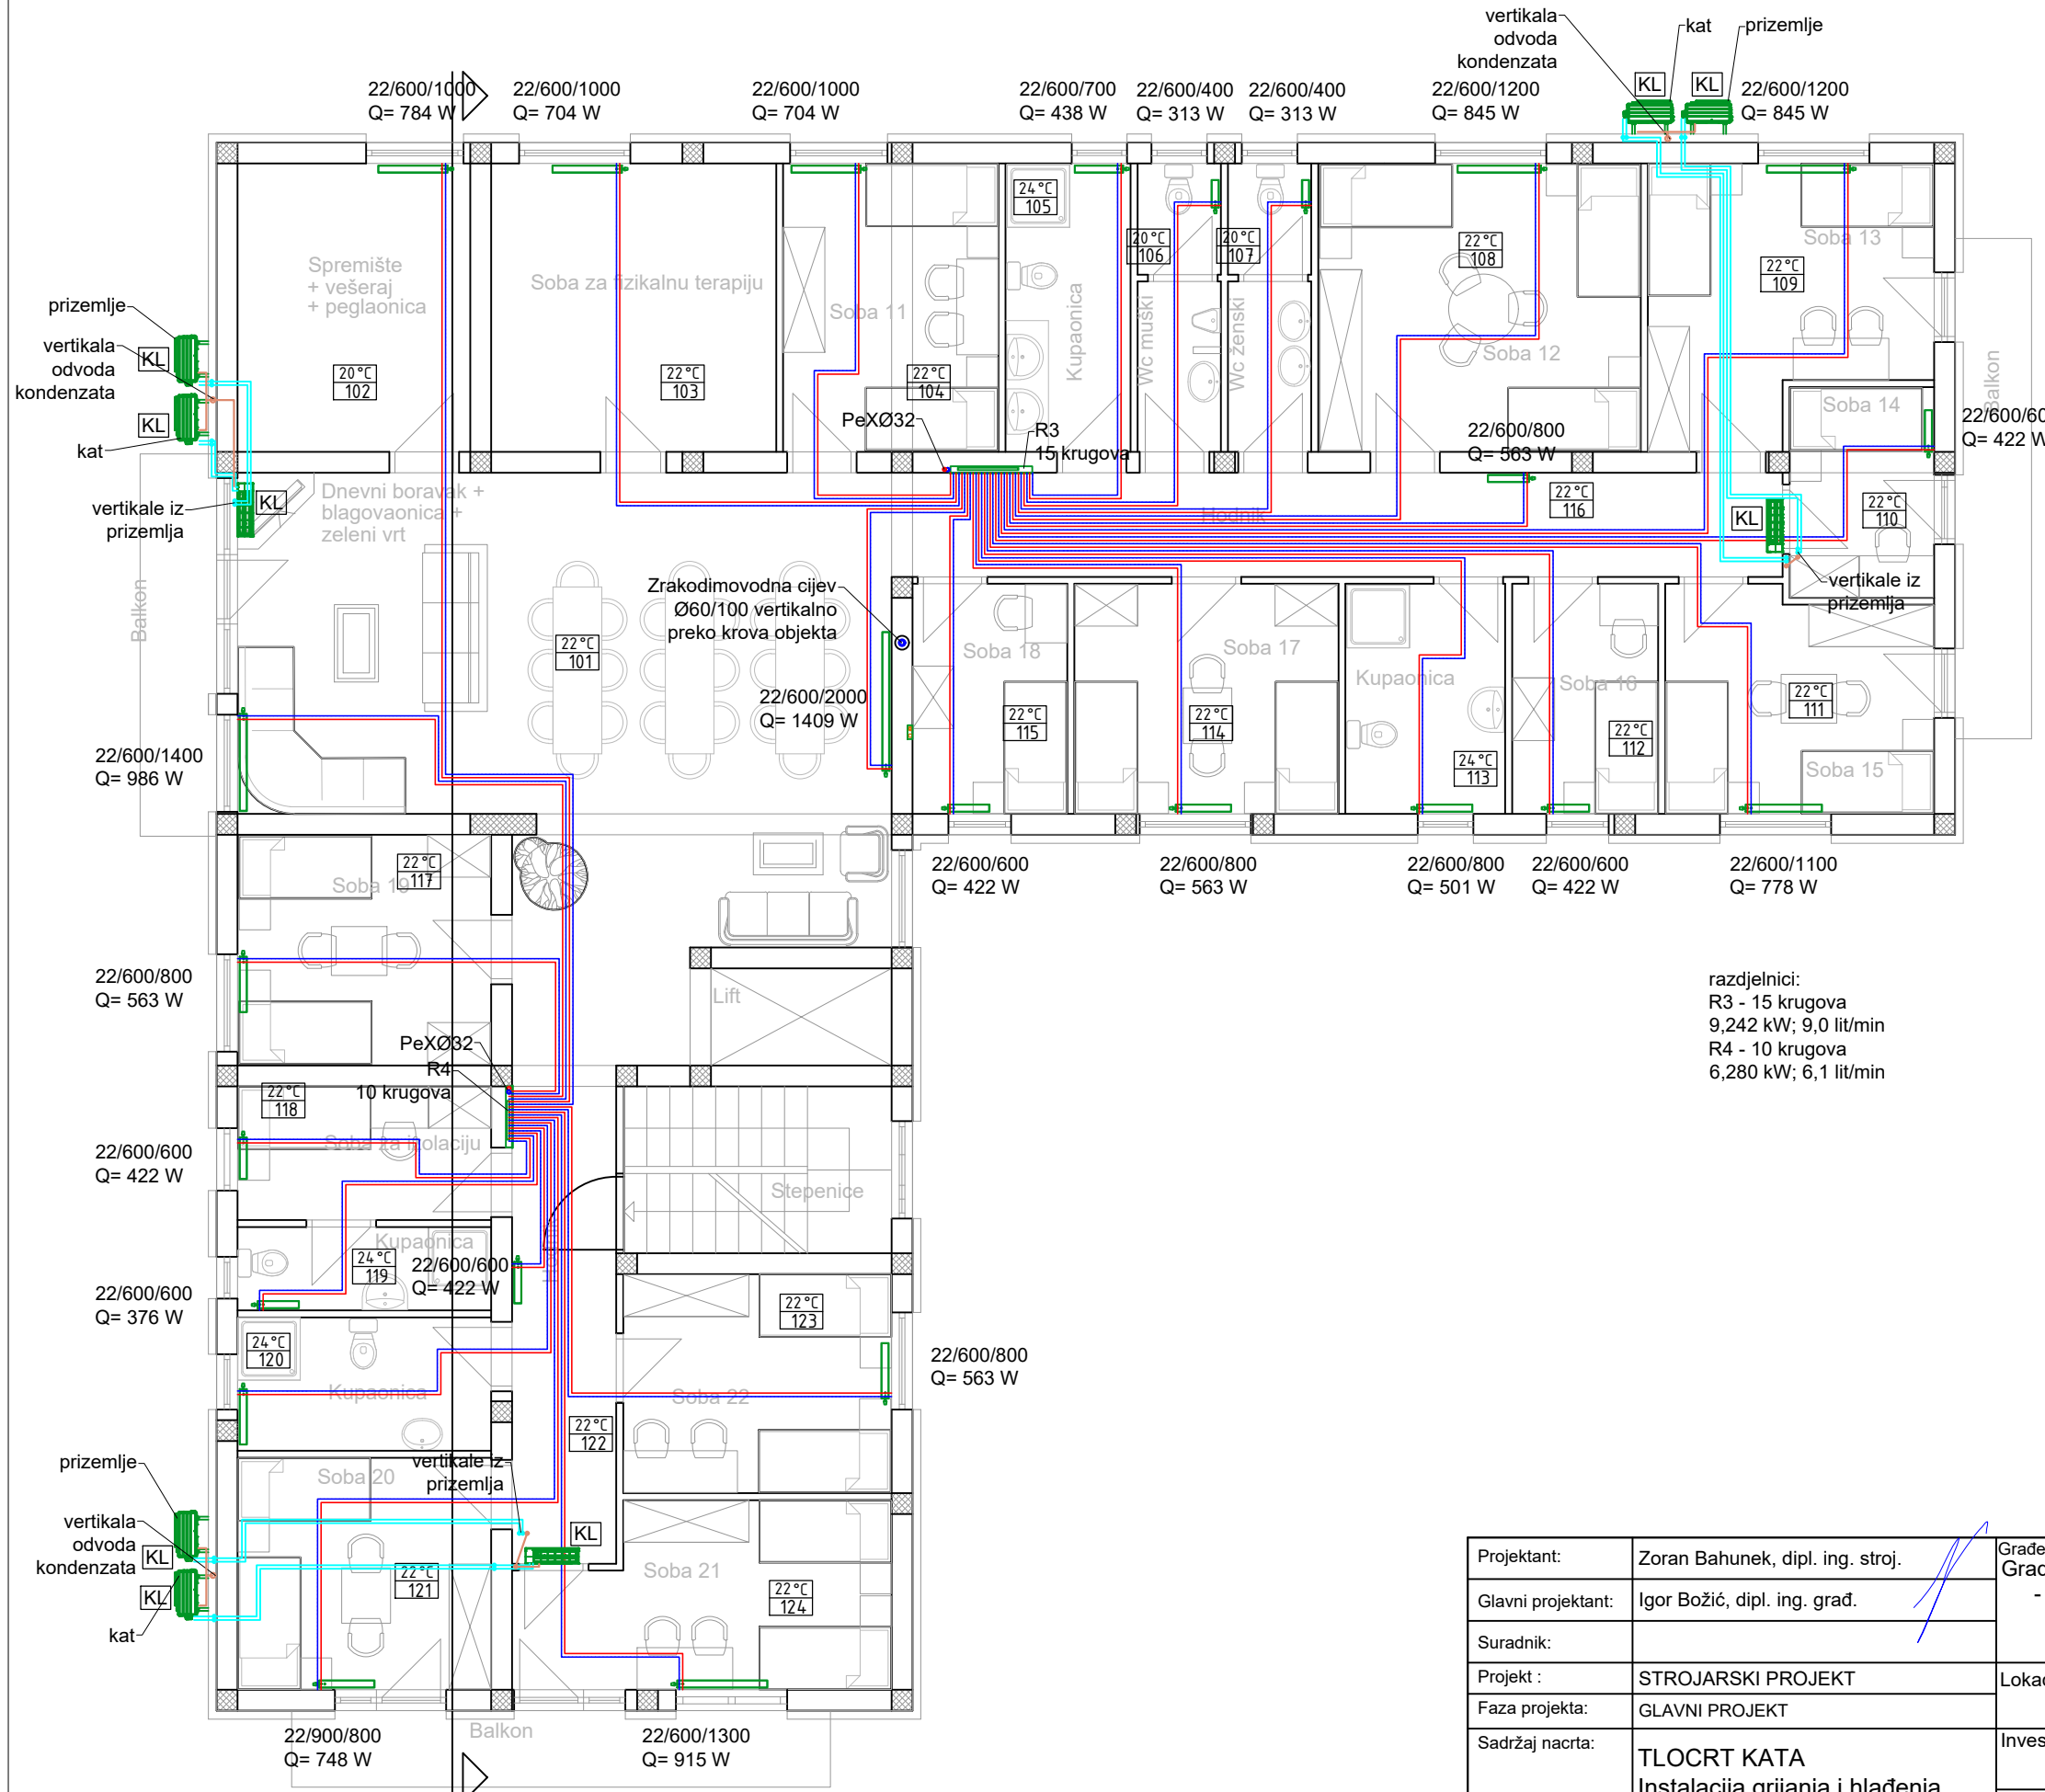 vertikala
odvoda
kondenzata
kat
prizemlje
KL
KL
22/600/1000
Q= 784 W
22/600/1000
Q= 704 W
22/600/1000
Q= 704 W
22/600/700
Q= 438 W
22/600/400
Q= 313 W
22/600/400
Q= 313 W
22/600/1200
Q= 845 W
22/600/1200
Q= 845 W
24°C
105
20°C
106
20°C
107
22°C
108
Soba 13
22°C
109
Spremište
+ vešeraj
+ peglaonica
Soba za fizikalnu terapiju
Soba 11
Kupaonica
Wc muški
Wc ženski
Soba 12
Balkon
prizemlje
vertikala
odvoda
kondenzata
KL
KL
kat
20°C
102
22°C
103
22°C
104
Soba 14
22/600/60
Q= 422 W
PeXØ32
R3
15 krugova
22/600/800
Q= 563 W
vertikale iz
prizemlja
KL
Dnevni boravak +
blagovaonica +
zeleni vrt
Hodnik
22°C
116
KL
22°C
110
vertikale iz
prizemlja
Balkon
Zrakodimovodna cijev
Ø60/100 vertikalno
preko krova objekta
22°C
101
22/600/2000
Q= 1409 W
Soba 18
Soba 17
Kupaonica
Soba 16
22°C
115
22°C
114
24°C
113
22°C
112
22°C
111
Soba 15
22/600/1400
Q= 986 W
22/600/600
Q= 422 W
22/600/800
Q= 563 W
22/600/800
Q= 501 W
22/600/600
Q= 422 W
22/600/1100
Q= 778 W
Soba 19
22°C
117
22/600/800
Q= 563 W
Lift
razdjelnici:
R3 - 15 krugova
9,242 kW; 9,0 lit/min
R4 - 10 krugova
6,280 kW; 6,1 lit/min
PeXØ32
R4
10 krugova
22°C
118
Soba za izolaciju
22/600/600
Q= 422 W
Stepenice
Kupaonica
24°C
119
22/600/600
Q= 422 W
22/600/600
Q= 376 W
24°C
120
Kupaonica
22°C
123
22/600/800
Q= 563 W
Soba 22
22°C
122
prizemlje
vertikala
odvoda
kondenzata
KL
KL
kat
Soba 20
vertikale iz
prizemlja
KL
22°C
121
Soba 21
22°C
124
22/900/800
Q= 748 W
Balkon
22/600/1300
Q= 915 W
Projektant:
Zoran Bahunek, dipl. ing. stroj.
Glavni projektant:
Igor Božić, dipl. ing. građ.
Suradnik:
Projekt :
STROJARSKI PROJEKT
Faza projekta:
GLAVNI PROJEKT
Sadržaj nacrta:
TLOCRT KATA
Instalacija grijanja i hlađenja
-